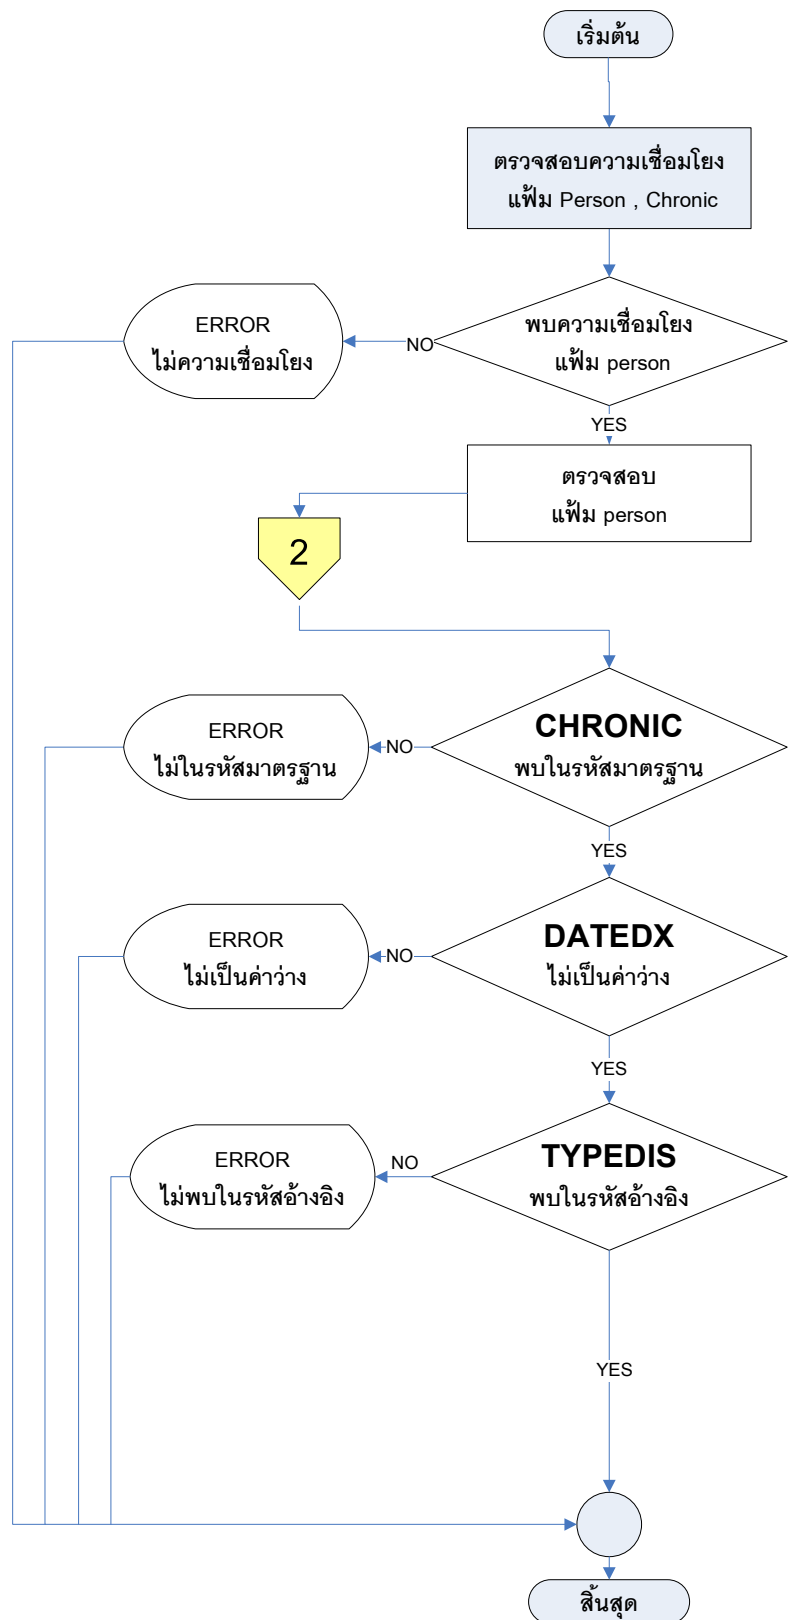 เริ่มต้น
ตรวจสอบความเชื่อมโยง
แฟ้ม Person , Chronic
พบความเชื่อมโยง
แฟ้ม person
NO
ERROR
ไม่ความเชื่อมโยง
YES
ตรวจสอบ
แฟ้ม person
2
CHRONIC
พบในรหัสมาตรฐาน
NO
ERROR
ไม่ในรหัสมาตรฐาน
YES
DATEDX
ไม่เป็นค่าว่าง
NO
ERROR
ไม่เป็นค่าว่าง
YES
TYPEDIS
พบในรหัสอ้างอิง
NO
ERROR
ไม่พบในรหัสอ้างอิง
YES
สิ้นสุด